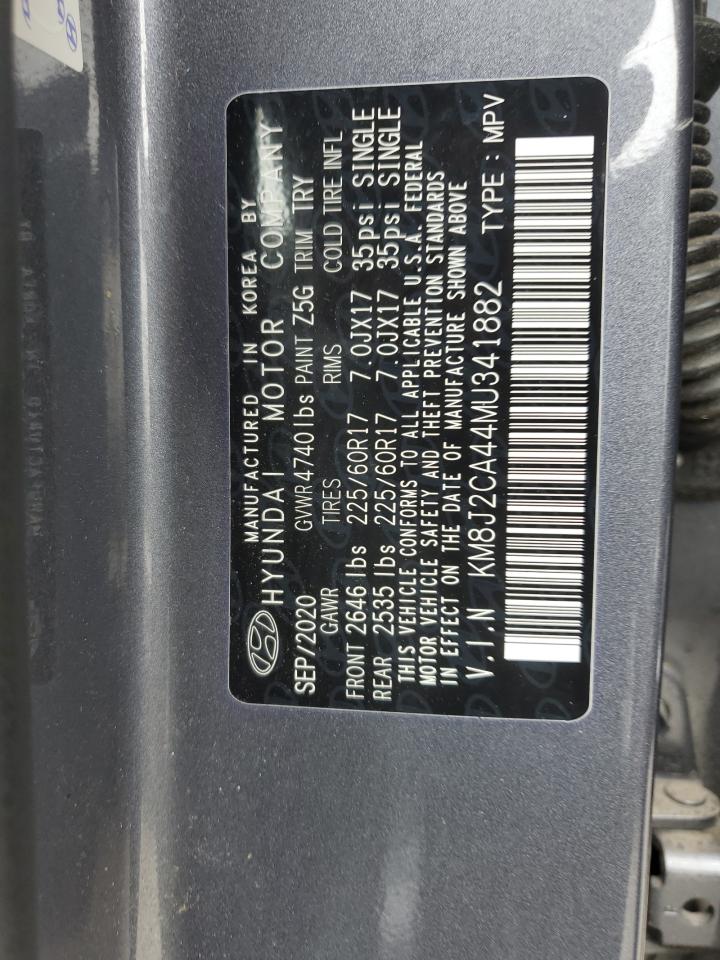 MANUFACTURED IN KOREA BY
HYUNDAI MOTOR COMPANY
SEP/2020 GVWR 4740lbs PAINT Z5G TRIM TRY
GAWR TIRES RIMS COLD TIRE INFL
FRONT 2646 lbs 225/60R17 7.0JX17 35psi SINGLE
REAR 2535 lbs 225/60R17 7.0JX17 35psi SINGLE
THIS VEHICLE CONFORMS TO ALL APPLICABLE U.S.A. FEDERAL
MOTOR VEHICLE SAFETY AND THEFT PREVENTION STANDARDS
IN EFFECT ON THE DATE OF MANUFACTURE SHOWN ABOVE
V.I.N KM8J2CA44MU341882 TYPE : MPV